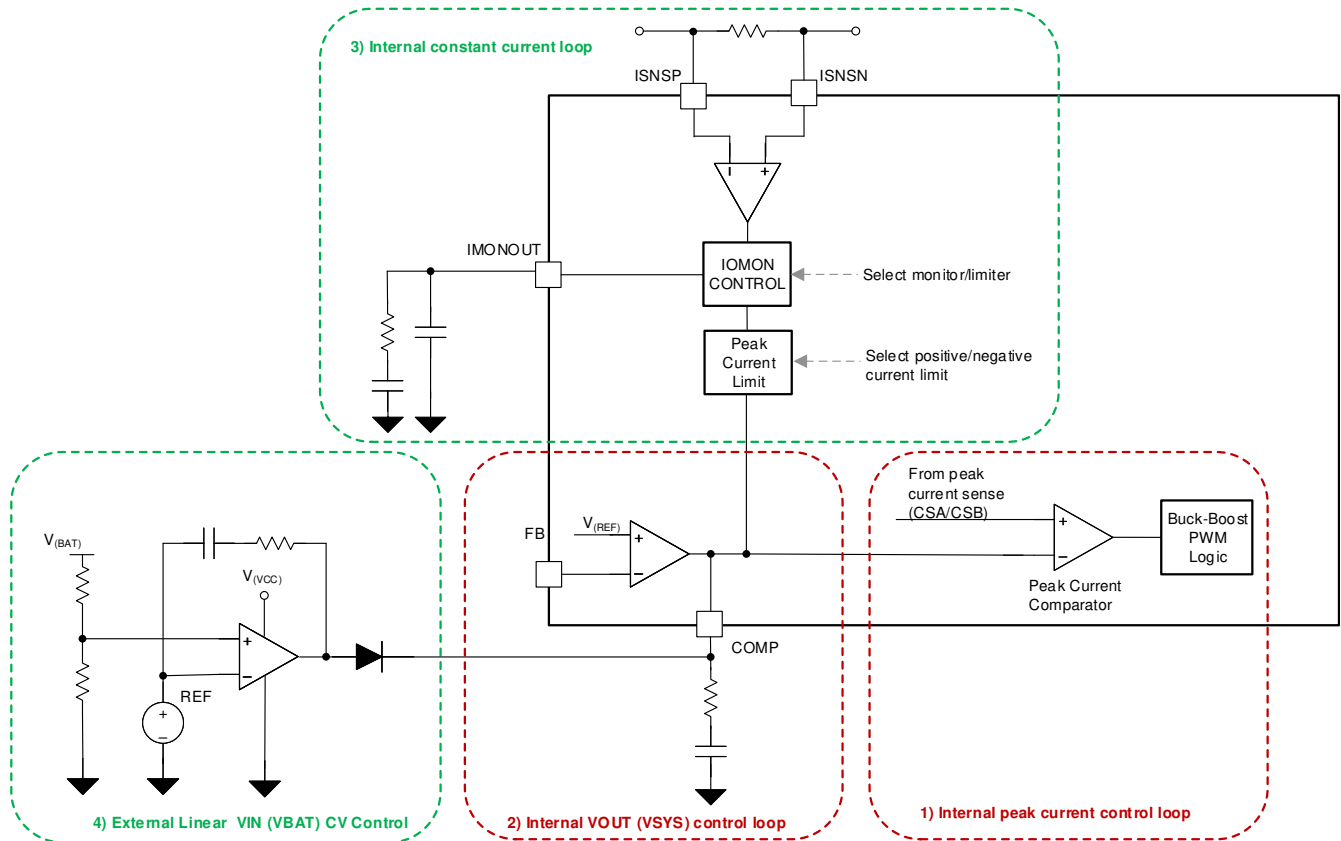 3) Internal constant current loop
ISNSP
ISNSN
IMONOUT
IOMON
CONTROL
Select monitor/limiter
Peak
Current
Limit
Select positive/negative
current limit
From peak
current sense
(CSA/CSB)
Buck-Boost
PWM
Logic
Peak Current
Comparator
FB
V(REF)
COMP
V(BAT)
V(VCC)
REF
4) External Linear VIN (VBAT) CV Control
2) Internal VOUT (VSYS) control loop
1) Internal peak current control loop